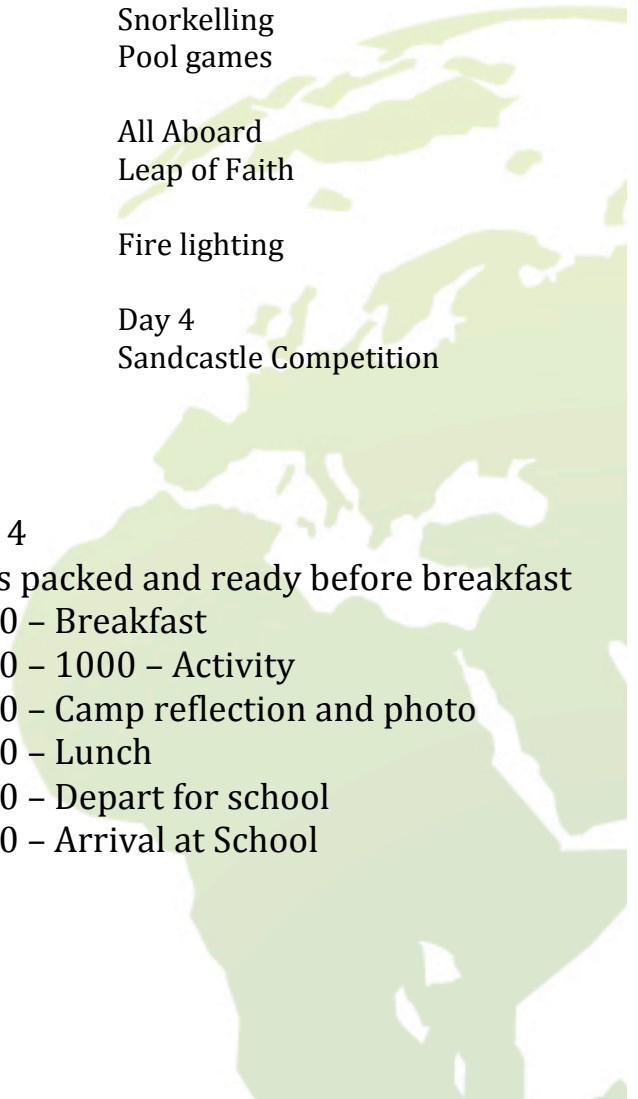 Snorkelling
Pool games
All Aboard
Leap of Faith
Fire lighting
Day 4
Sandcastle Competition
4
s packed and ready before breakfast
0 – Breakfast
0 – 1000 – Activity
0 – Camp reflection and photo
0 – Lunch
0 – Depart for school
0 – Arrival at School